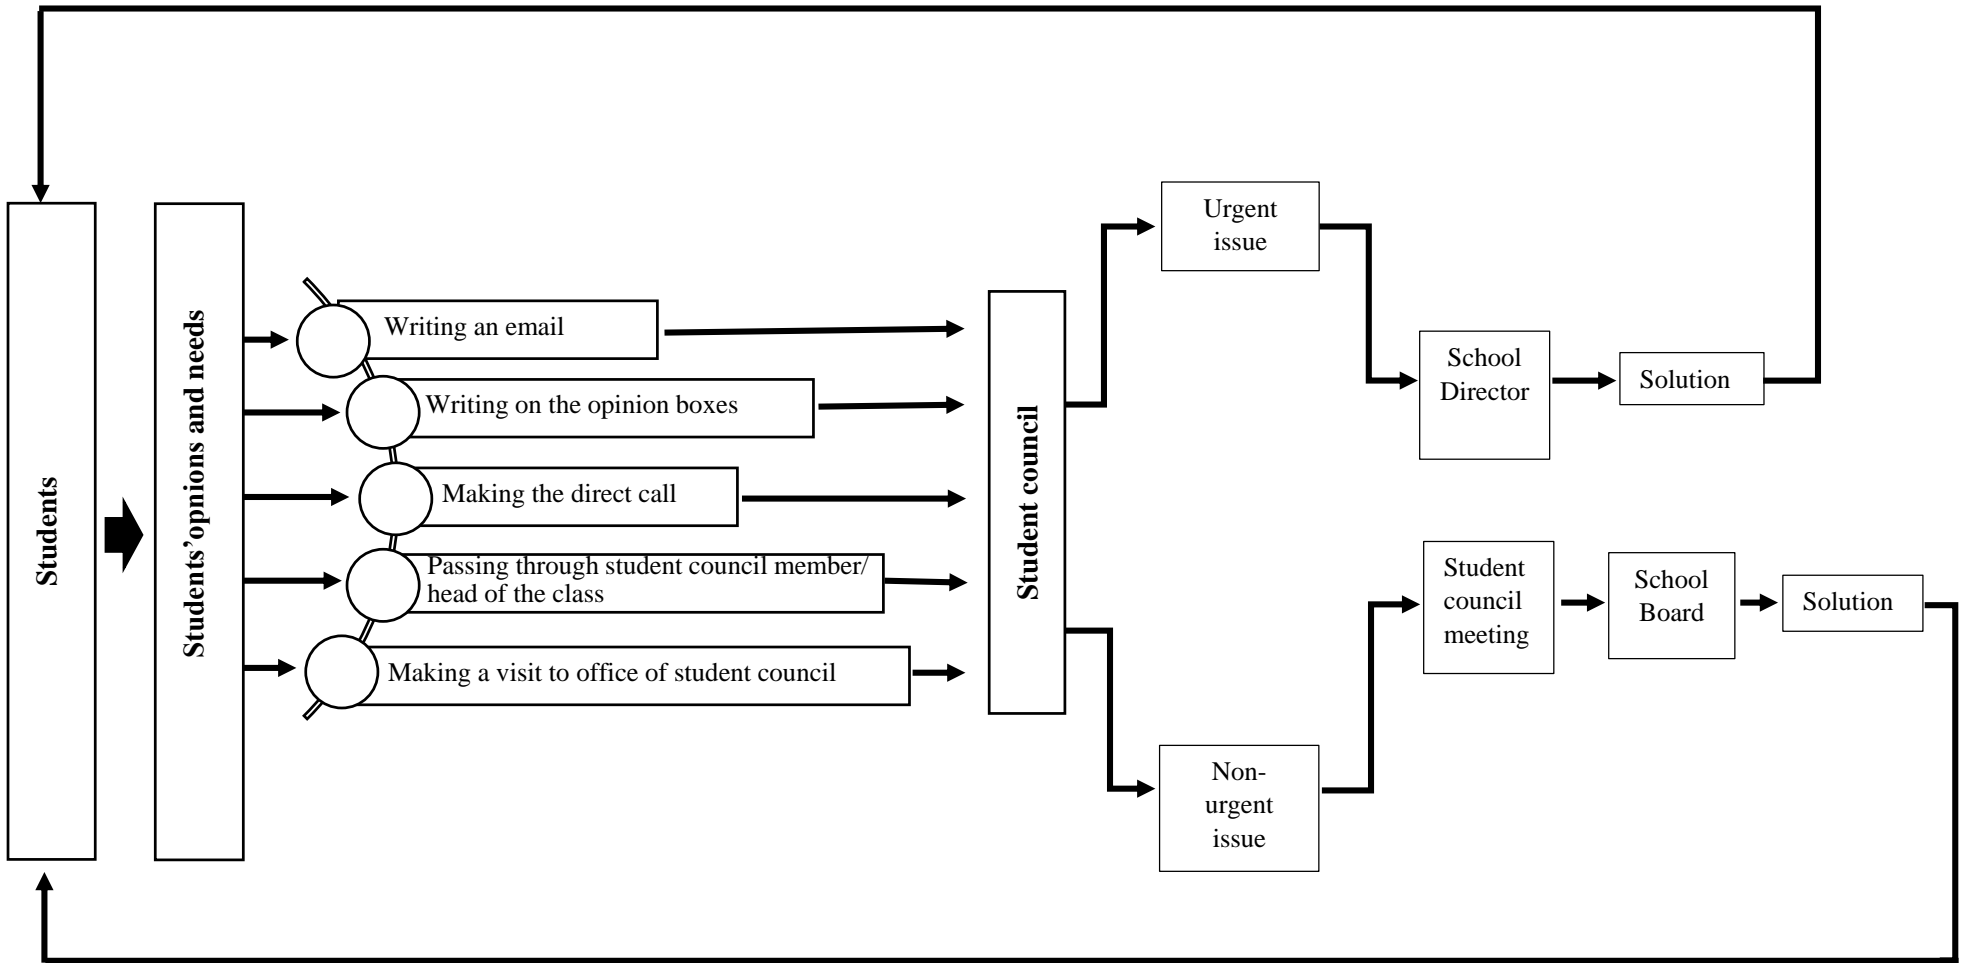 Students
Students’opnions and needs
Writing an email
Writing on the opinion boxes
Making the direct call
Passing through student council member/
head of the class
Making a visit to office of student council
Student council
Urgent
issue
School
Director
Solution
Non-
urgent
issue
Student
council
meeting
School
Board
Solution